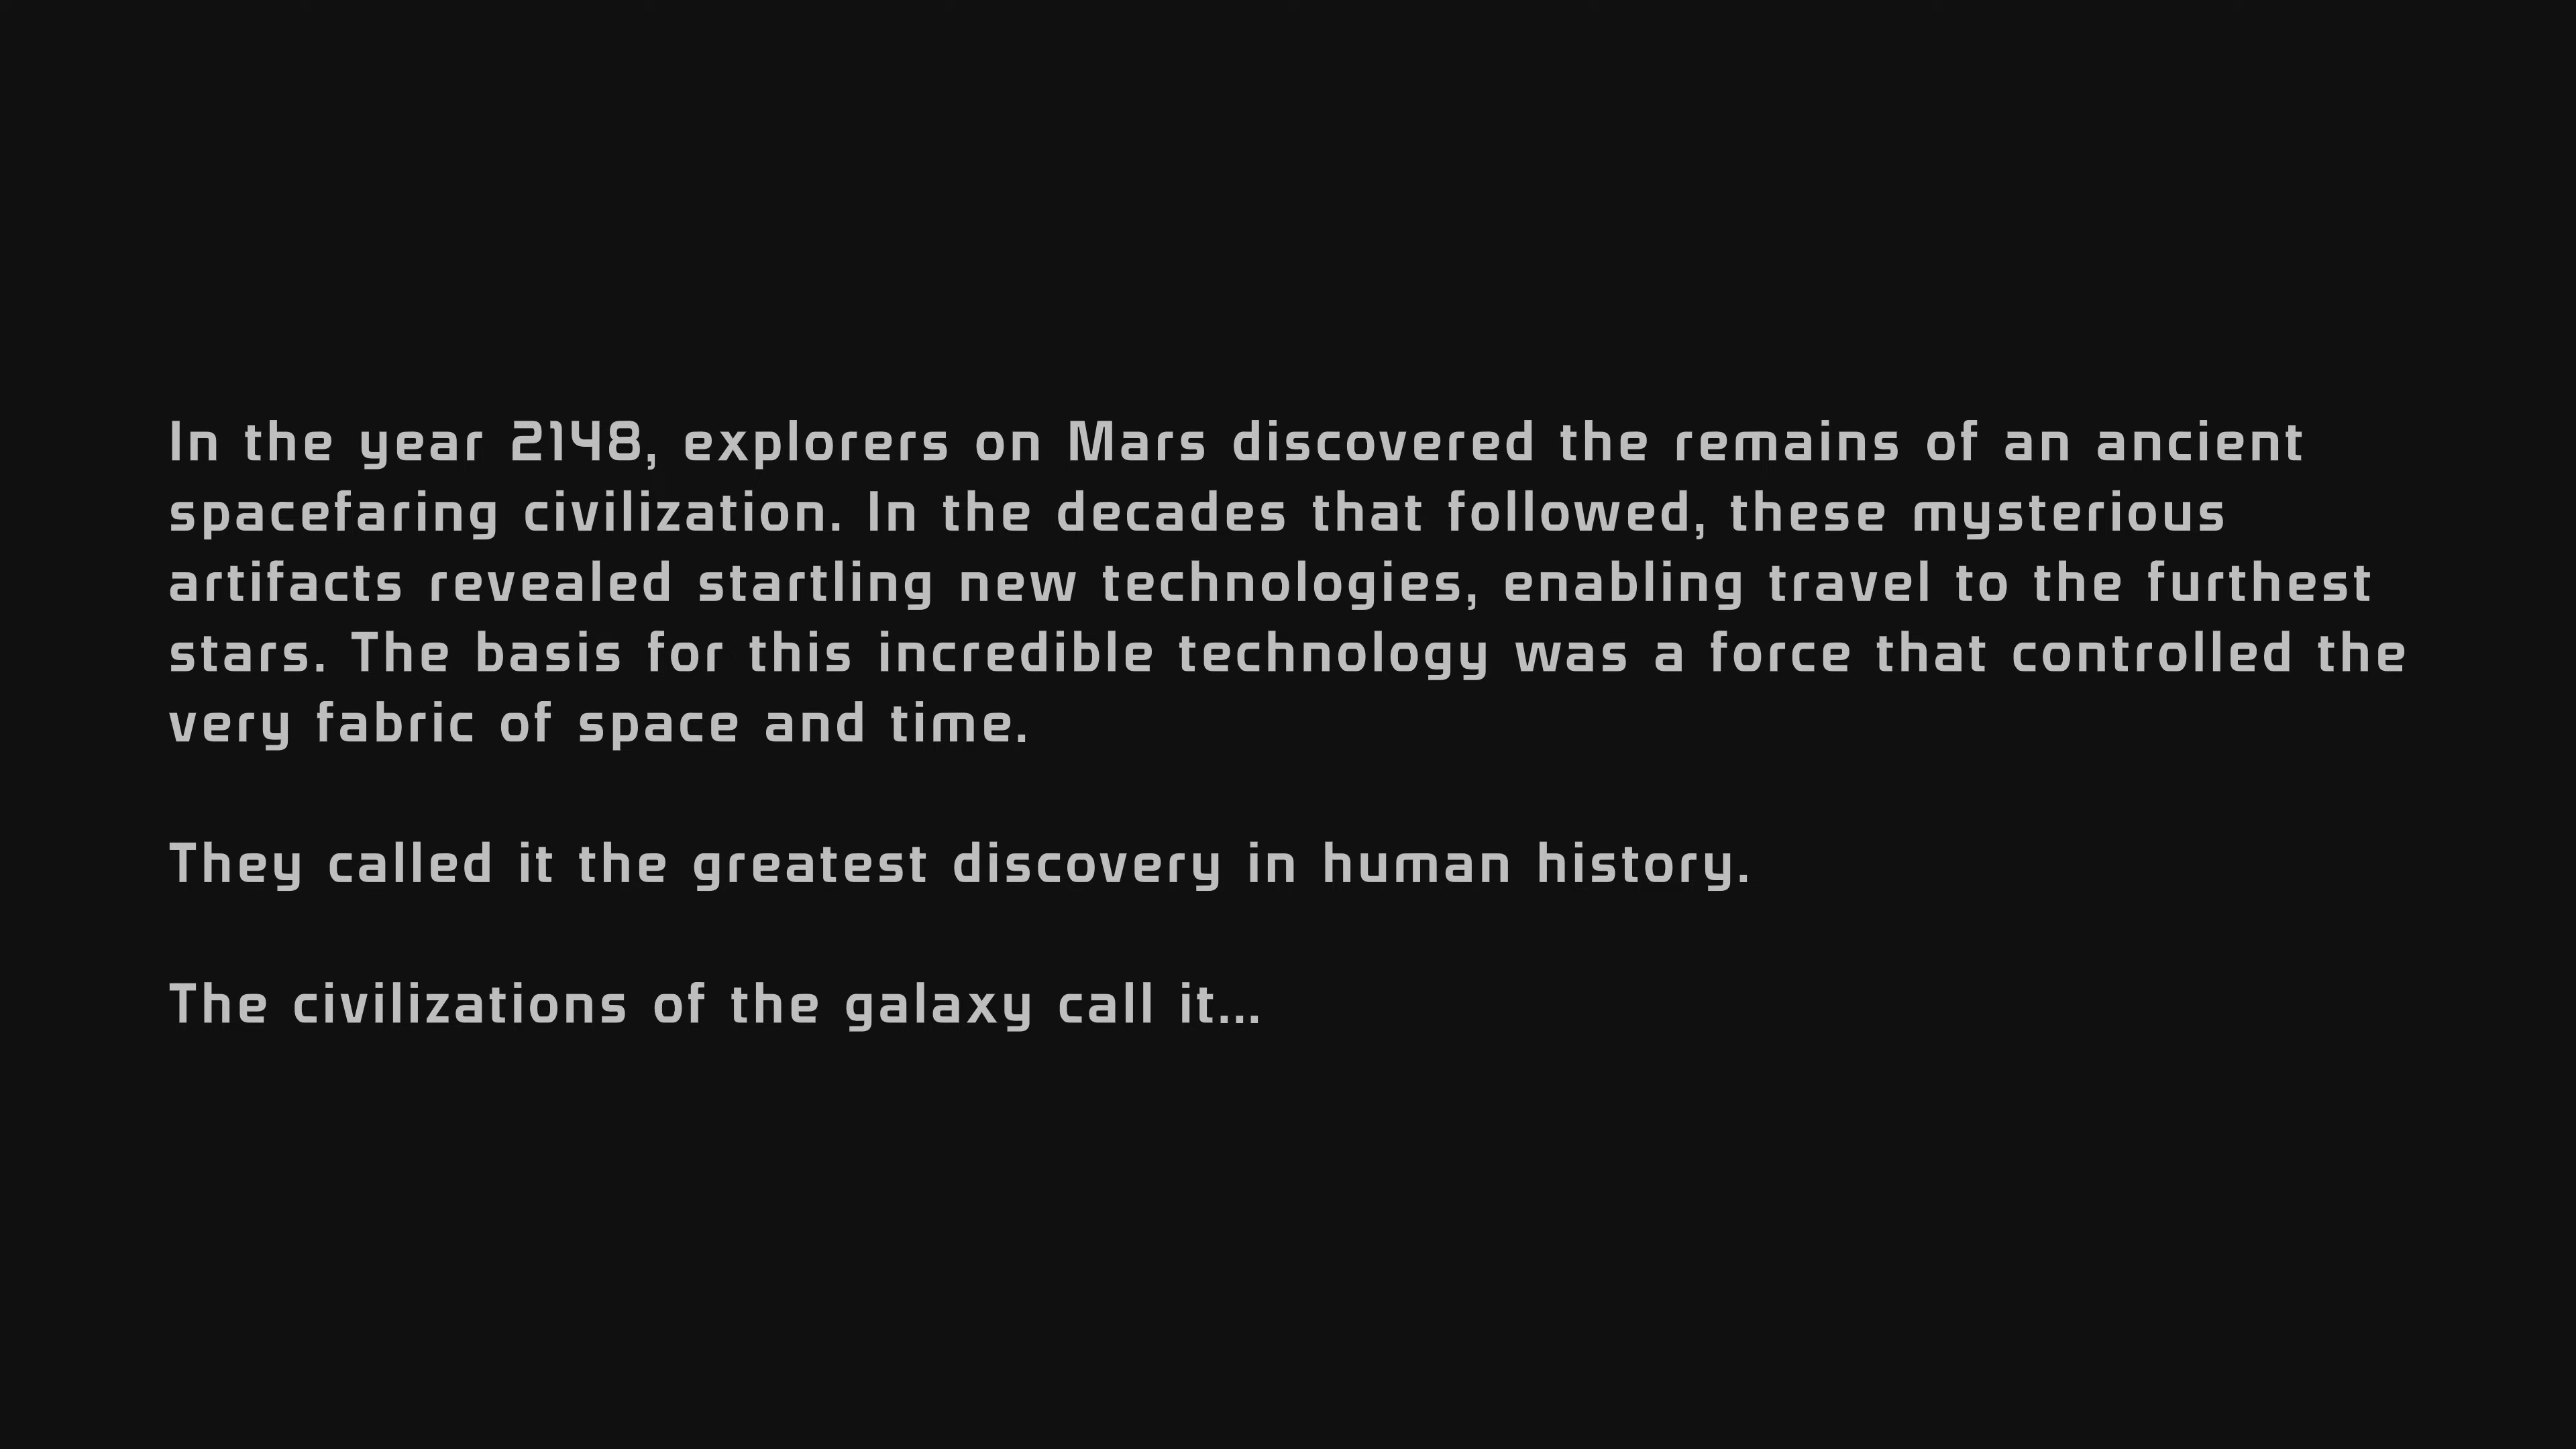 In the year 2148, explorers on Mars discovered the remains of an ancient
spacefaring civilization. In the decades that followed, these mysterious
artifacts revealed startling new technologies, enabling travel to the furthest
stars. The basis for this incredible technology was a force that controlled the
very fabric of space and time.
They called it the greatest discovery in human history.
The civilizations of the galaxy call it...